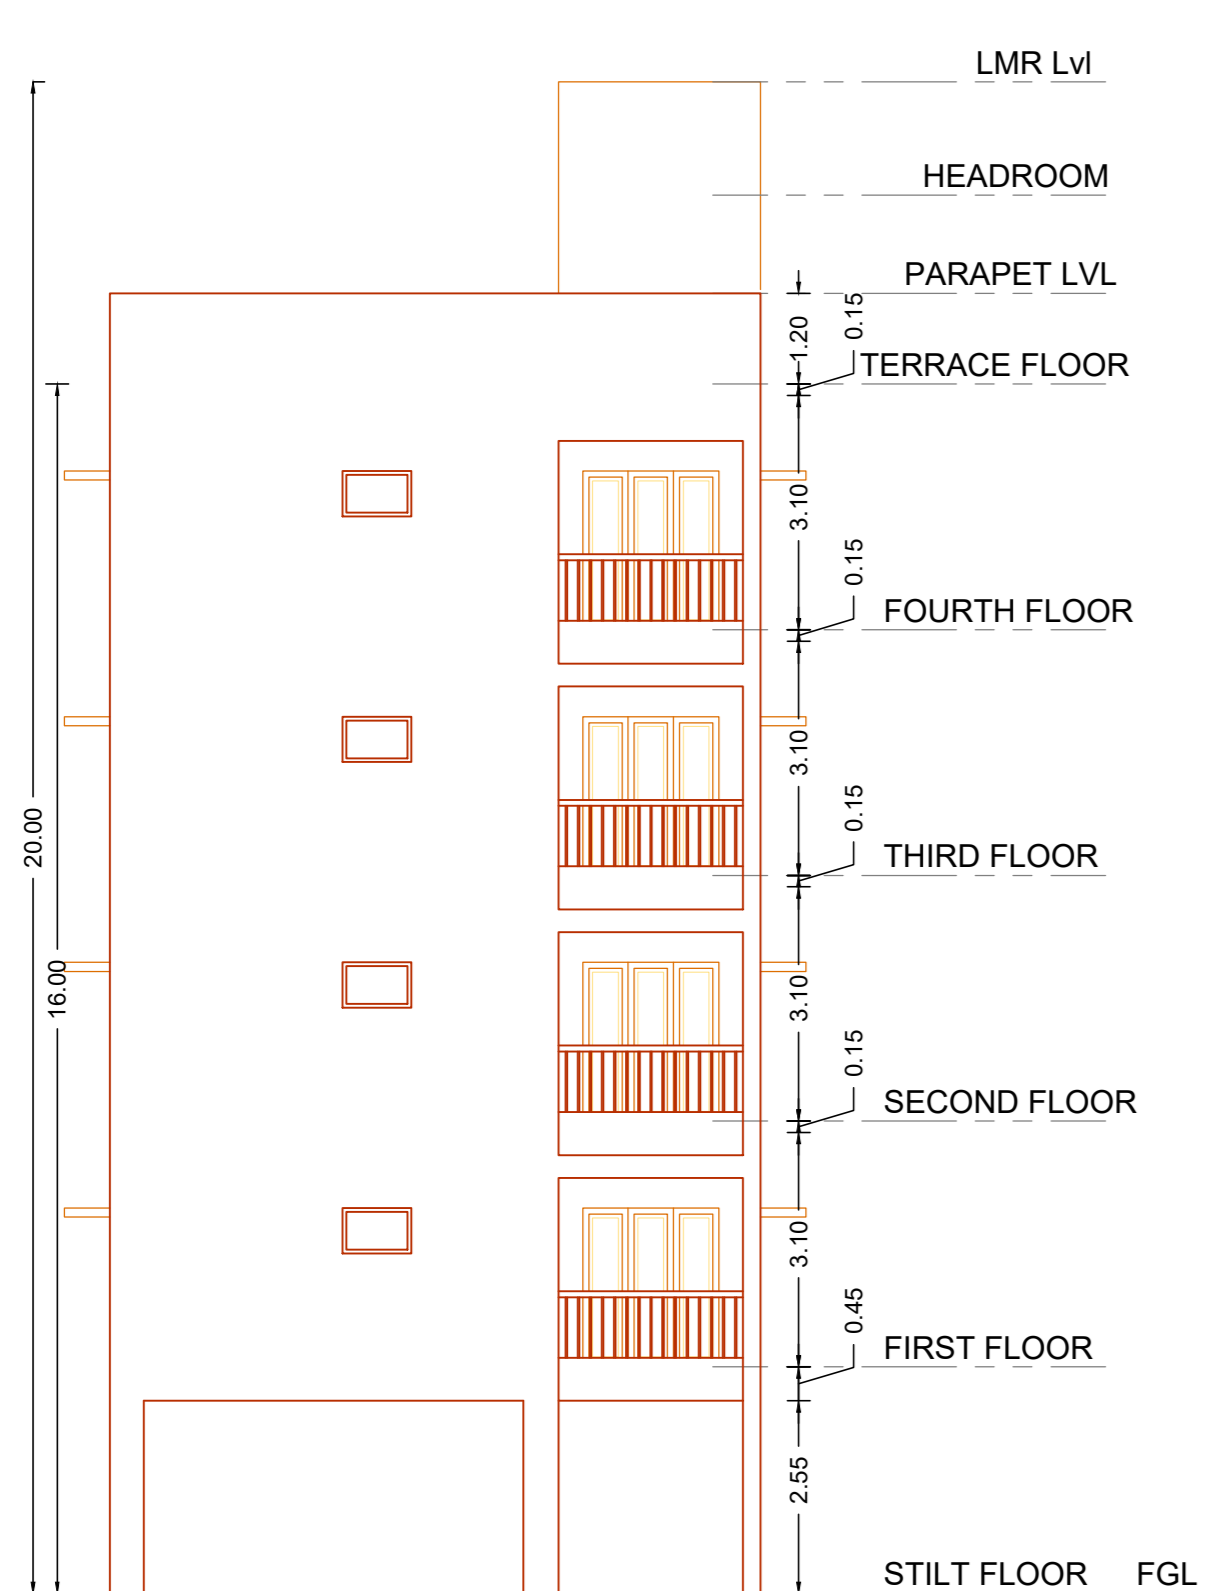 LMR Lvl
HEADROOM
PARAPET LVL
1.20
0.15
TERRACE FLOOR
3.10
0.15
FOURTH FLOOR
3.10
0.15
THIRD FLOOR
20.00
16.00
3.10
0.15
SECOND FLOOR
3.10
0.45
FIRST FLOOR
2.55
STILT FLOOR FGL